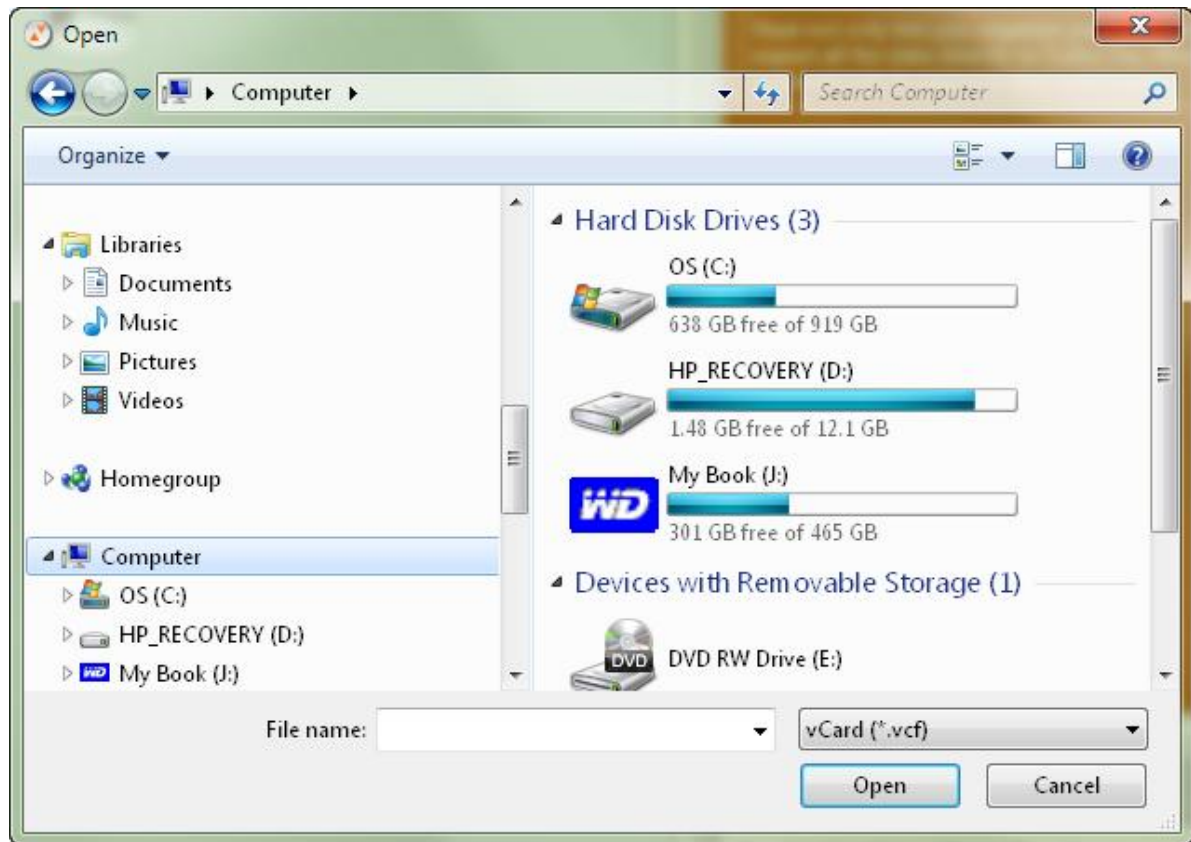 Open
Computer
Search Computer
Organize
Libraries
Documents
Music
Pictures
Videos
Homegroup
Computer
OS (C:)
HP_RECOVERY (D:)
My Book (J:)
Hard Disk Drives (3)
OS (C:)
638 GB free of 919 GB
HP_RECOVERY (D:)
1.48 GB free of 12.1 GB
WD
My Book (J:)
301 GB free of 465 GB
Devices with Removable Storage (1)
DVD
DVD RW Drive (E:)
File name:
vCard (*.vcf)
Open
Cancel